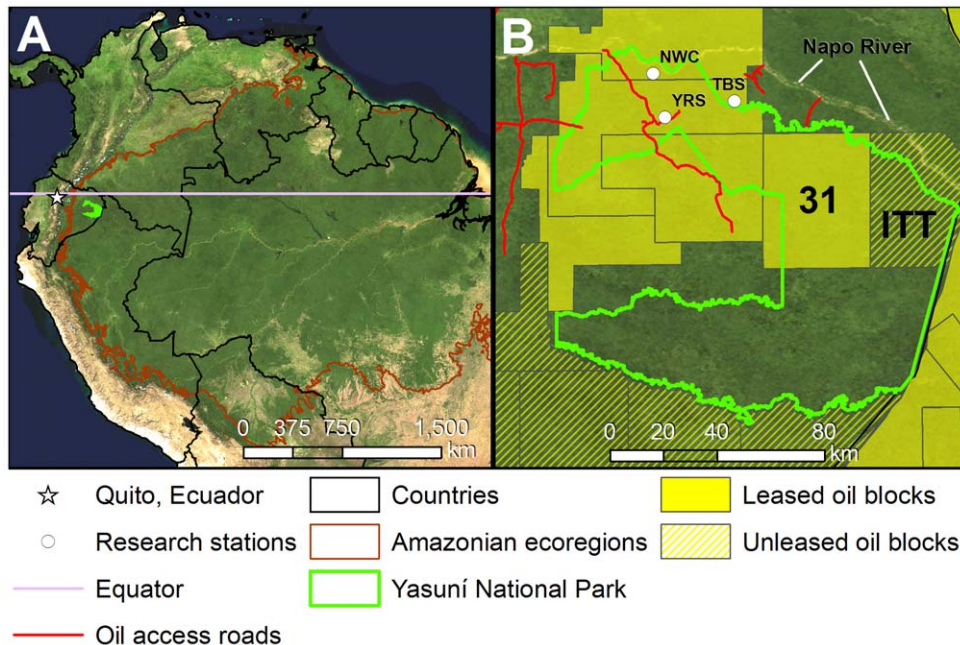 A
B
NWC
Napo River
TBS
YRS
31
ITT
0 375 750 1,500
km
0 20 40 80
km
Quito, Ecuador
Countries
Leased oil blocks
Research stations
Amazonian ecoregions
Unleased oil blocks
Equator
Yasuní National Park
Oil access roads